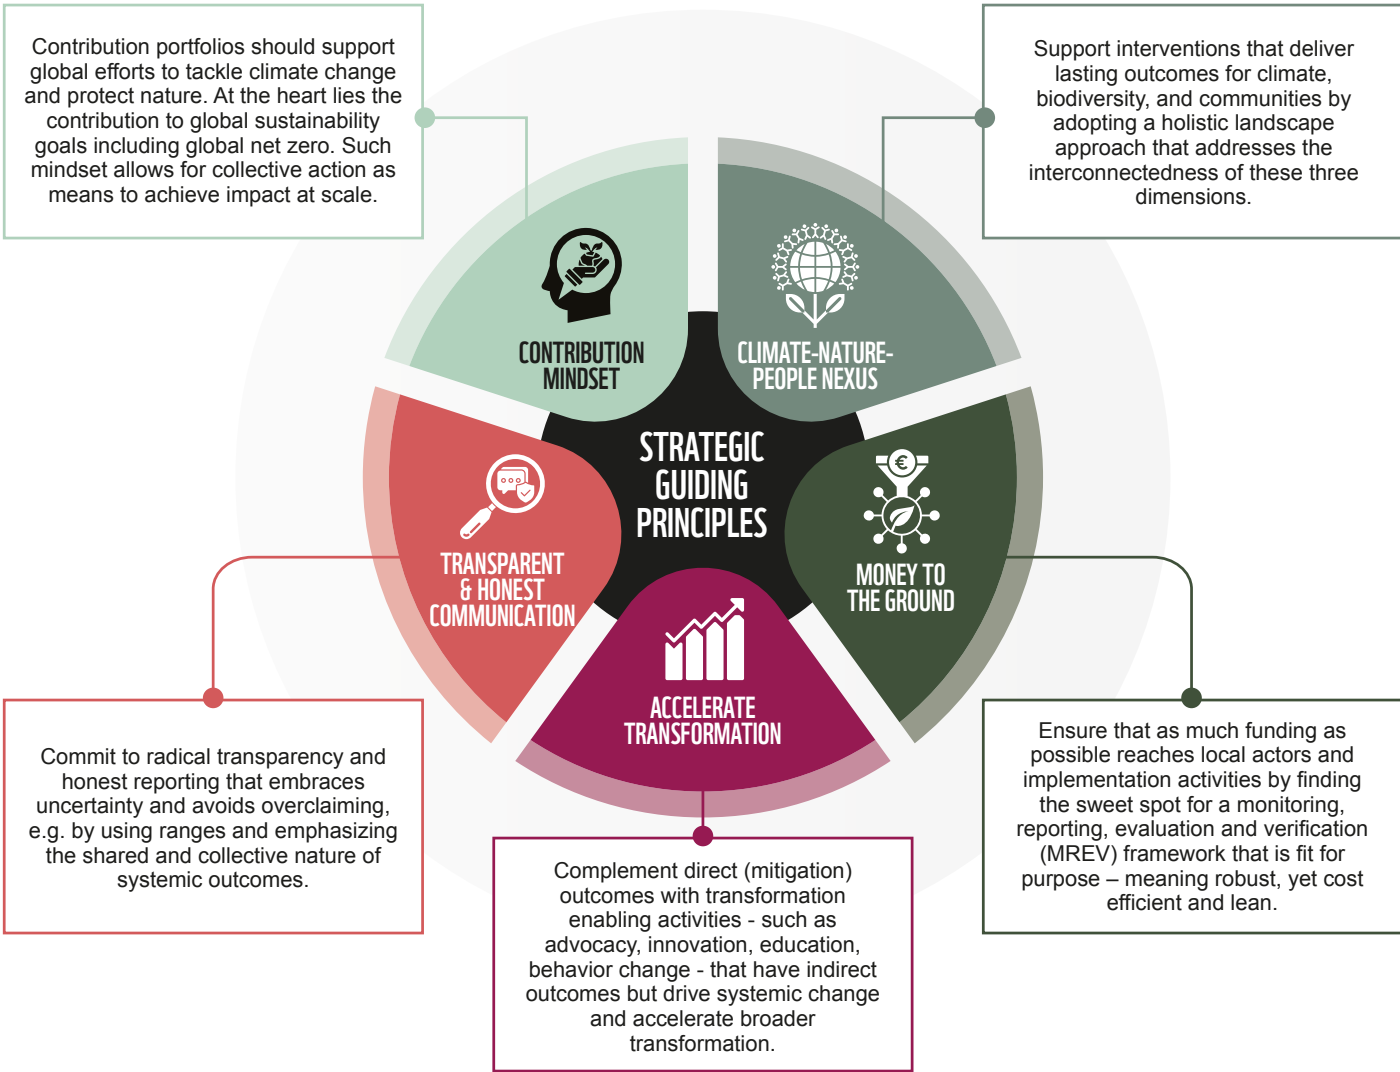 Contribution portfolios should support
global efforts to tackle climate change
and protect nature. At the heart lies the
contribution to global sustainability
goals including global net zero. Such
mindset allows for collective action as
means to achieve impact at scale.
Support interventions that deliver
lasting outcomes for climate,
biodiversity, and communities by
adopting a holistic landscape
approach that addresses the
interconnectedness of these three
dimensions.
CONTRIBUTION
MINDSET
CLIMATE-NATURE-
PEOPLE NEXUS
STRATEGIC
GUIDING
PRINCIPLES
€
TRANSPARENT
& HONEST
COMMUNICATION
MONEY TO
THE GROUND
ACCELERATE
TRANSFORMATION
Commit to radical transparency and
honest reporting that embraces
uncertainty and avoids overclaiming,
e.g. by using ranges and emphasizing
the shared and collective nature of
systemic outcomes.
Ensure that as much funding as
possible reaches local actors and
implementation activities by finding
the sweet spot for a monitoring,
reporting, evaluation and verification
(MREV) framework that is fit for
purpose – meaning robust, yet cost
efficient and lean.
Complement direct (mitigation)
outcomes with transformation
enabling activities - such as
advocacy, innovation, education,
behavior change - that have indirect
outcomes but drive systemic change
and accelerate broader
transformation.